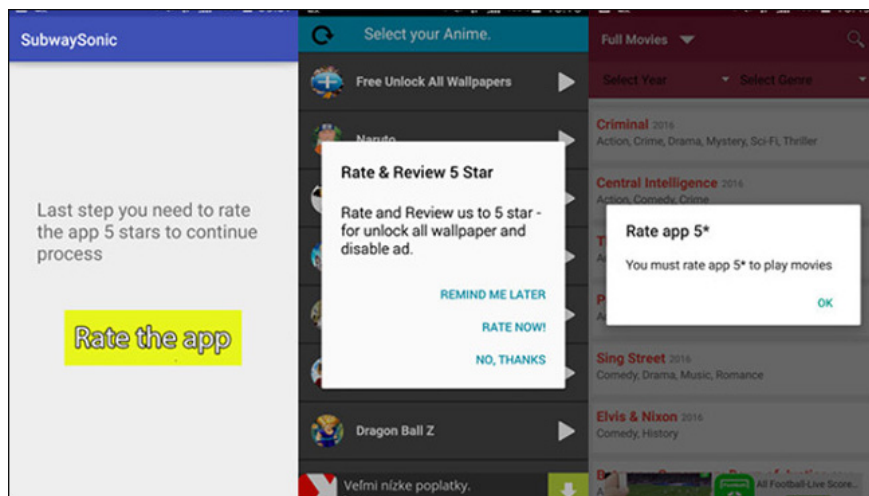 SubwaySonic
Last step you need to rate
the app 5 stars to continue
process
Rate the app
Select your Anime.
Free Unlock All Wallpapers
Naruto
Rate & Review 5 Star
Rate and Review us to 5 star -
for unlock all wallpaper and
disable ad.
REMIND ME LATER
RATE NOW!
NO, THANKS
Dragon Ball Z
Veľmi nízke poplatky.
Full Movies
Select Year
Select Genre
Criminal 2016
Action, Crime, Drama, Mystery, Sci-Fi, Thriller
Central Intelligence 2016
Action, Comedy, Crime
Rate app 5*
You must rate app 5* to play movies
OK
Sing Street 2016
Comedy, Drama, Music, Romance
Elvis & Nixon 2016
Comedy, History
All Football-Live Score...